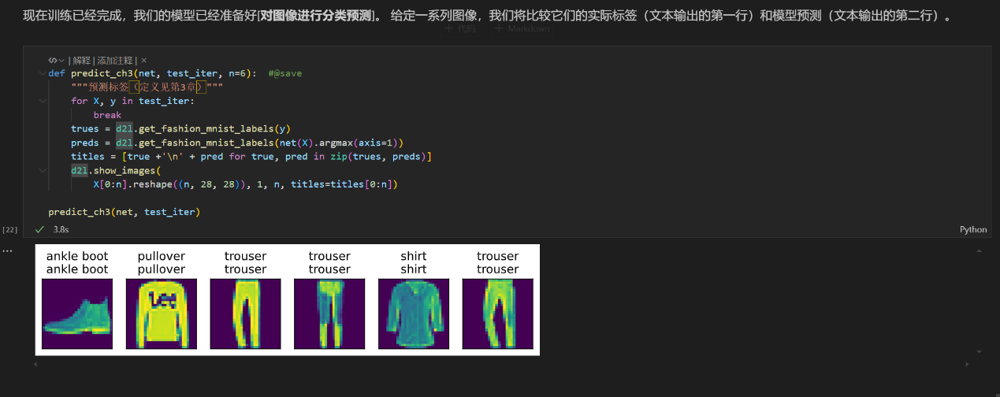 现在训练已经完成，我们的模型已经准备好[对图像进行分类预测]。 给定一系列图像，我们将比较它们的实际标签（文本输出的第一行）和模型预测（文本输出的第二行）。
+ 代码 + Markdown
| 解释 | 添加注释 | ×
def predict_ch3(net, test_iter, n=6):  #@save
    """预测标签（定义见第3章）"""
    for X, y in test_iter:
        break
    trues = d2l.get_fashion_mnist_labels(y)
    preds = d2l.get_fashion_mnist_labels(net(X).argmax(axis=1))
    titles = [true +'\n' + pred for true, pred in zip(trues, preds)]
    d2l.show_images(
        X[0:n].reshape((n, 28, 28)), 1, n, titles=titles[0:n])
predict_ch3(net, test_iter)
[22] ✓ 3.8s Python
...
ankle boot pullover trouser trouser shirt trouser
ankle boot pullover trouser trouser shirt trouser
Lee